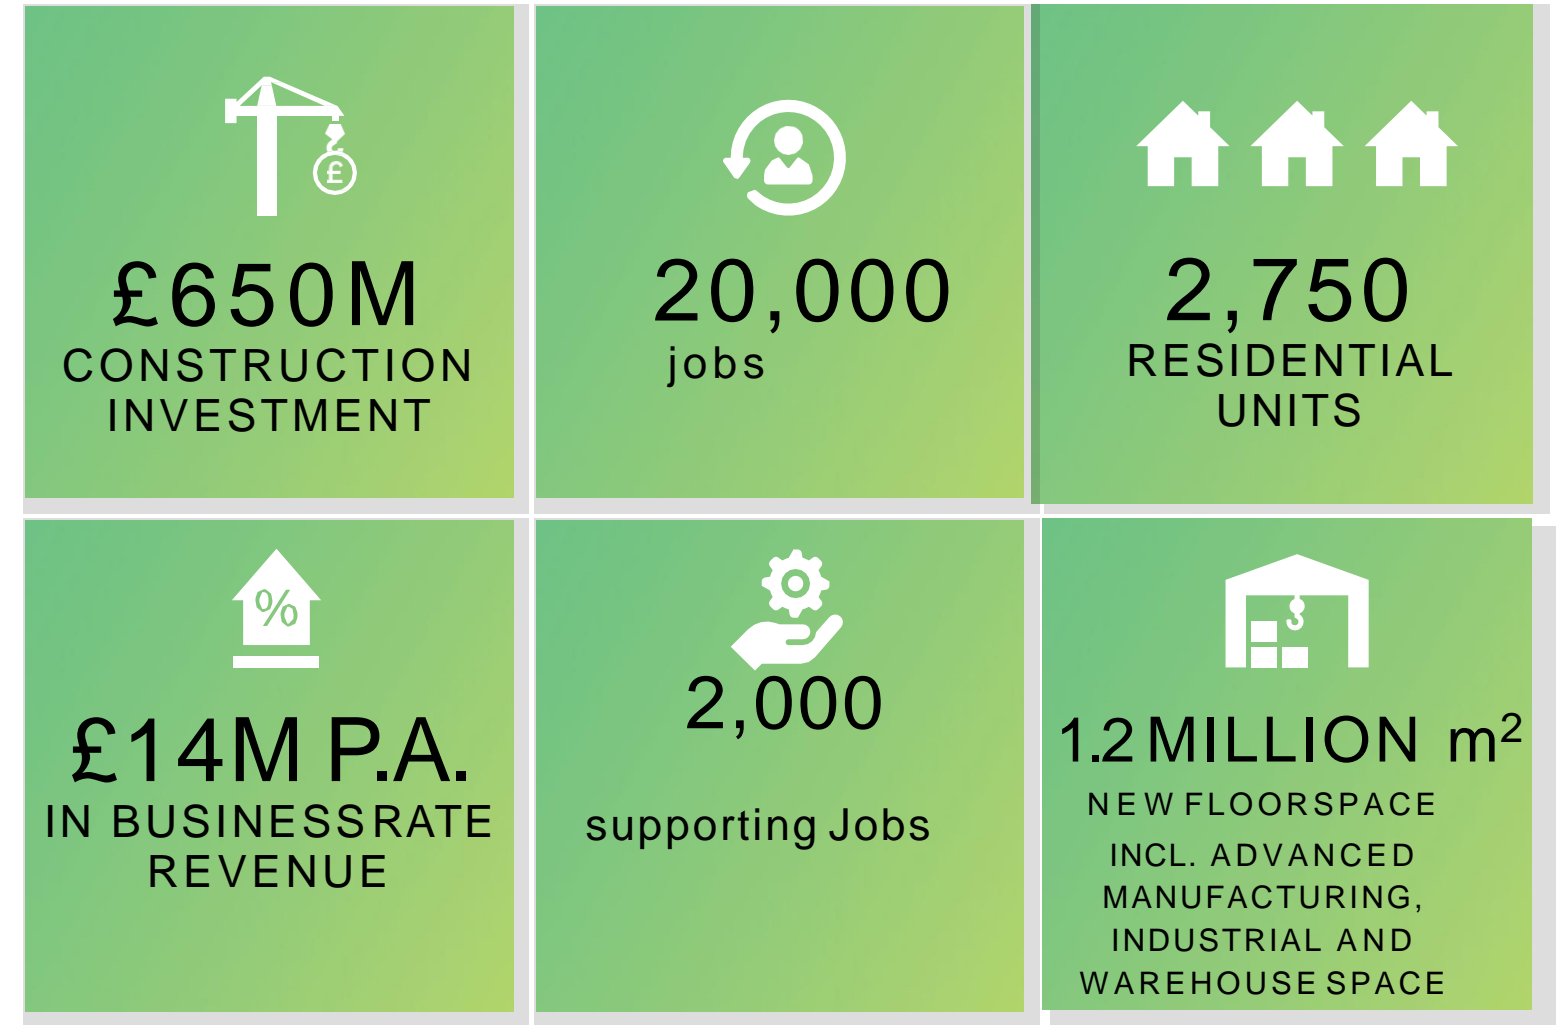 £
£650M
CONSTRUCTION
INVESTMENT
20,000
jobs
2,750
RESIDENTIAL
UNITS
%
£14M P.A.
IN BUSINESSRATE
REVENUE
2,000
supporting Jobs
1.2 MILLION m²
NEW FLOORSPACE
INCL. ADVANCED
MANUFACTURING,
INDUSTRIAL AND
WAREHOUSE SPACE